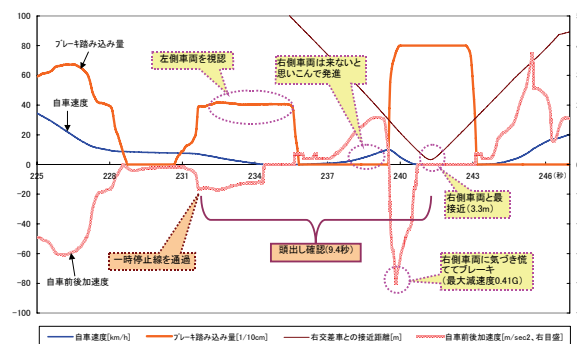 100
80
60
40
20
0
-20
-40
-60
-80
-100
225
228
231
234
237
240
243
246 (秒)
ブレーキ踏み込み量
自車速度
自車前後加速度
左側車両を視認
右側車両は来ないと
思いこんで発進
一時停止線を通過
頭出し確認(9.4秒)
右側車両と最
接近(3.3m)
右側車両に気づき慌
ててブレーキ
(最大減速度0.41G)
自車速度[km/h]
ブレーキ踏み込み量[1/10cm]
右交差車との接近距離[m]
自車前後加速度[m/sec2、右目盛]